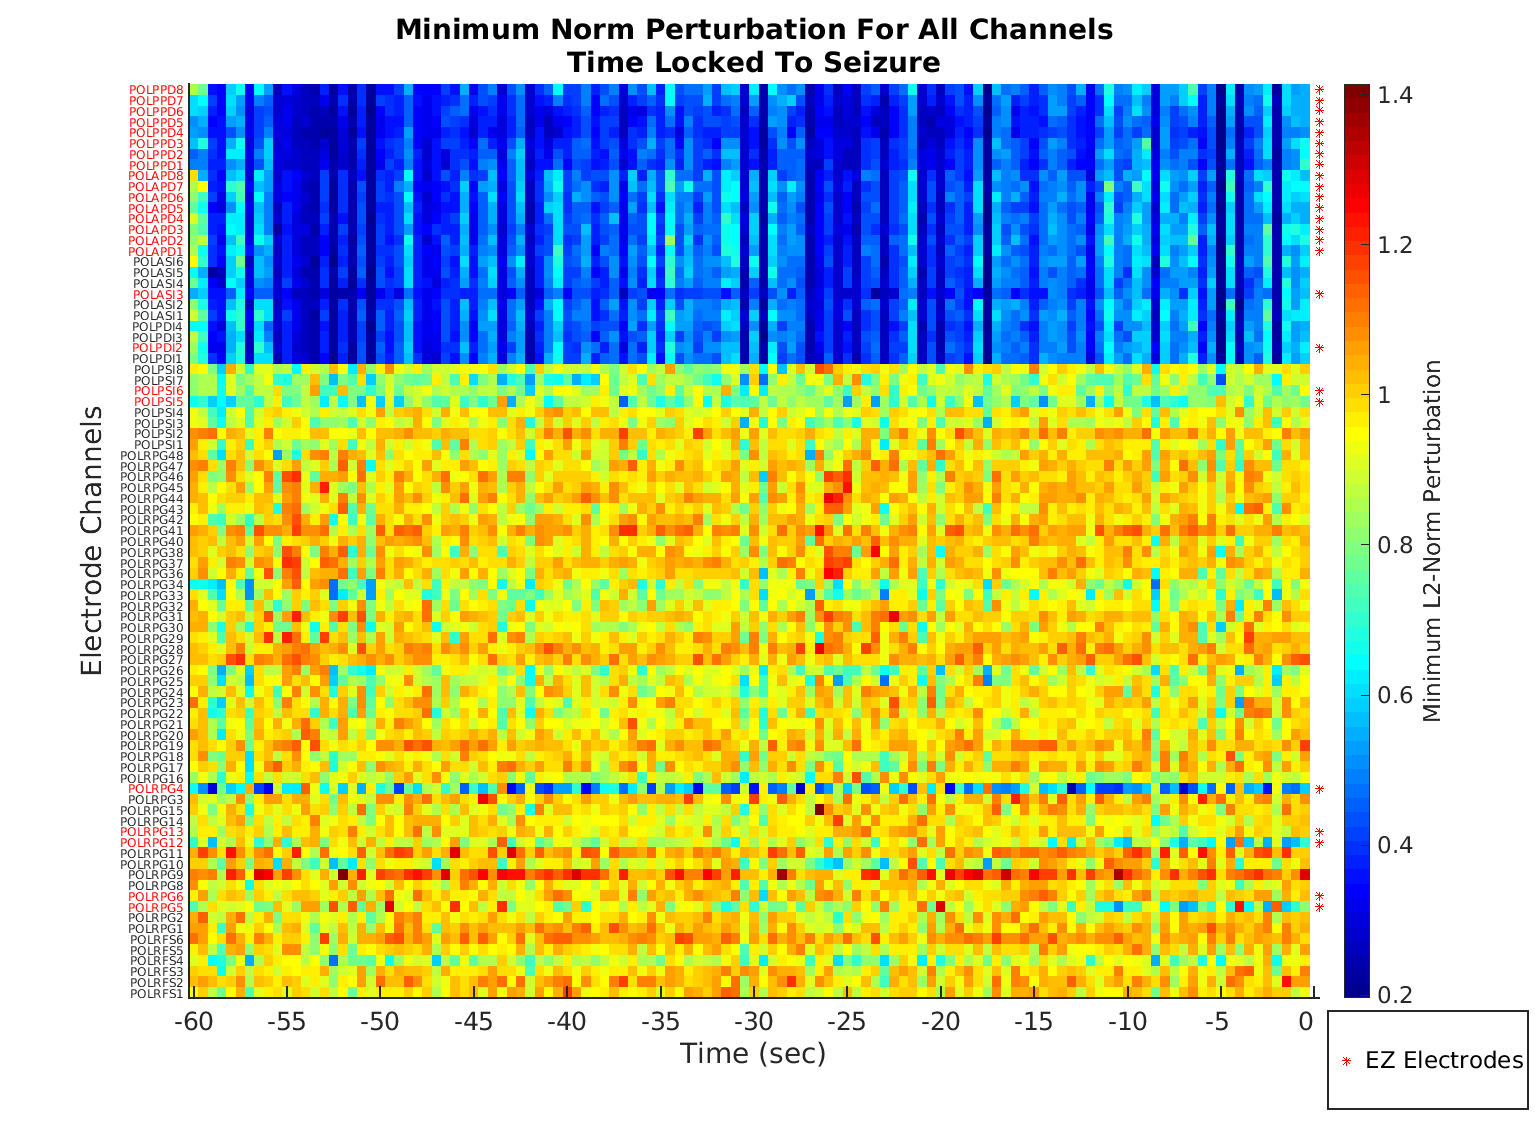 Minimum Norm Perturbation For All Channels
Time Locked To Seizure
Electrode Channels
POLPPD8
POLPPD7
POLPPD6
POLPPD5
POLPPD4
POLPPD3
POLPPD2
POLPPD1
POLAPD8
POLAPD7
POLAPD6
POLAPD5
POLAPD4
POLAPD3
POLAPD2
POLAPD1
POLASI6
POLASI5
POLASI4
POLASI3
POLASI2
POLASI1
POLPDI4
POLPDI3
POLPDI2
POLPDI1
POLPSI8
POLPSI7
POLPSI6
POLPSI5
POLPSI4
POLPSI3
POLPSI2
POLPSI1
POLRPG48
POLRPG47
POLRPG46
POLRPG45
POLRPG44
POLRPG43
POLRPG42
POLRPG41
POLRPG40
POLRPG38
POLRPG37
POLRPG36
POLRPG34
POLRPG33
POLRPG32
POLRPG31
POLRPG30
POLRPG29
POLRPG28
POLRPG27
POLRPG26
POLRPG25
POLRPG24
POLRPG23
POLRPG22
POLRPG21
POLRPG20
POLRPG19
POLRPG18
POLRPG17
POLRPG16
POLRPG4
POLRPG3
POLRPG15
POLRPG14
POLRPG13
POLRPG12
POLRPG11
POLRPG10
POLRPG9
POLRPG8
POLRPG6
POLRPG5
POLRPG2
POLRPG1
POLRFS6
POLRFS5
POLRFS4
POLRFS3
POLRFS2
POLRFS1
-60 -55 -50 -45 -40 -35 -30 -25 -20 -15 -10 -5 0
Time (sec)
1.4
1.2
1
0.8
0.6
0.4
0.2
Minimum L2-Norm Perturbation
EZ Electrodes